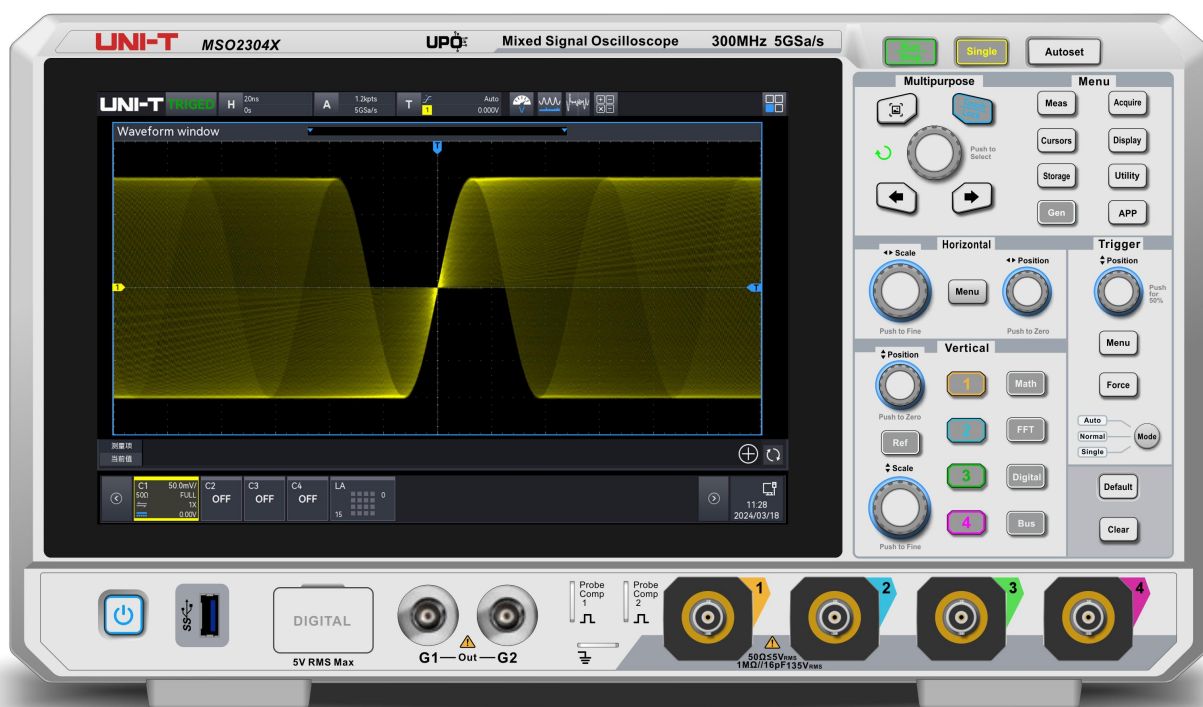 UNI-T MSO2304X UPO Mixed Signal Oscilloscope 300MHz 5GSa/s
Single Autoset
Multipurpose
Push to
Select
Menu
Meas Acquire
Cursors Display
Storage Utility
Gen APP
Horizontal
Scale
Position
Menu
Push to Fine
Push to Zero
Trigger
Position
Push
for
50%
Menu
Force
Auto
Normal
Single
Mode
Default
Clear
Vertical
Position
Push to Zero
Ref
Scale
Push to Fine
1 Math
2 FFT
3 Digital
4 Bus
UNI-T TRIGED H 20ns
0s
A 1.2kpts
5GSa/s
T 1 Auto
0.000V
V
Waveform window
T
1 T
测量项
当前值
C1 50.0mV/
50Ω FULL
1X
0.00V
C2
OFF
C3
OFF
C4
OFF
LA
0
15
11:28
2024/03/18
SS
DIGITAL
5V RMS Max
G1 Out G2
Probe
Comp
1
Probe
Comp
2
1 2 3 4
50Ω≤5VRMS
1MΩ//16pF135VRMS